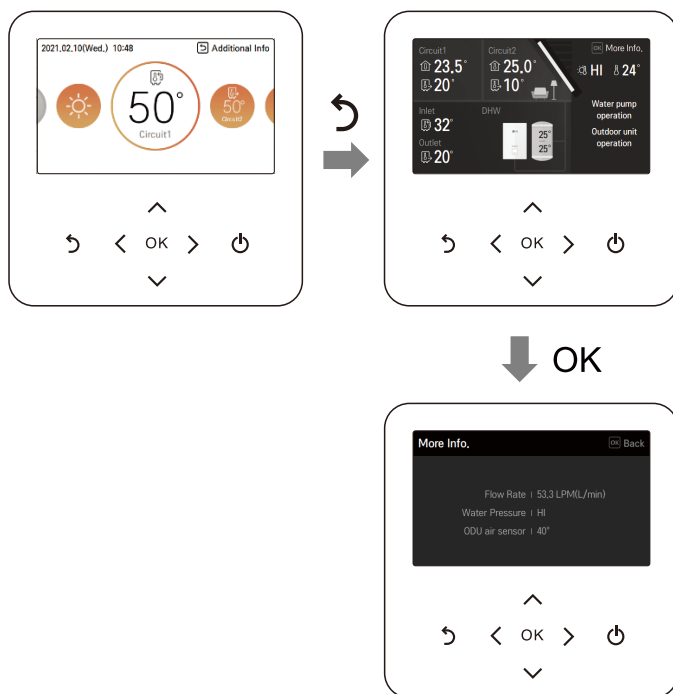 2021.02.10(Wed.) 10:48
Additional Info
50°
Circuit1
50°
Circuit2
OK
Circuit1
23.5°
20°
Circuit2
25.0°
10°
OK More Info.
HI 24°
Inlet
32°
Outlet
20°
DHW
25°
25°
Water pump
operation
Outdoor unit
operation
OK
OK
More Info.
OK Back
Flow Rate | 53.3 LPM(L/min)
Water Pressure | HI
ODU air sensor | 40°
OK